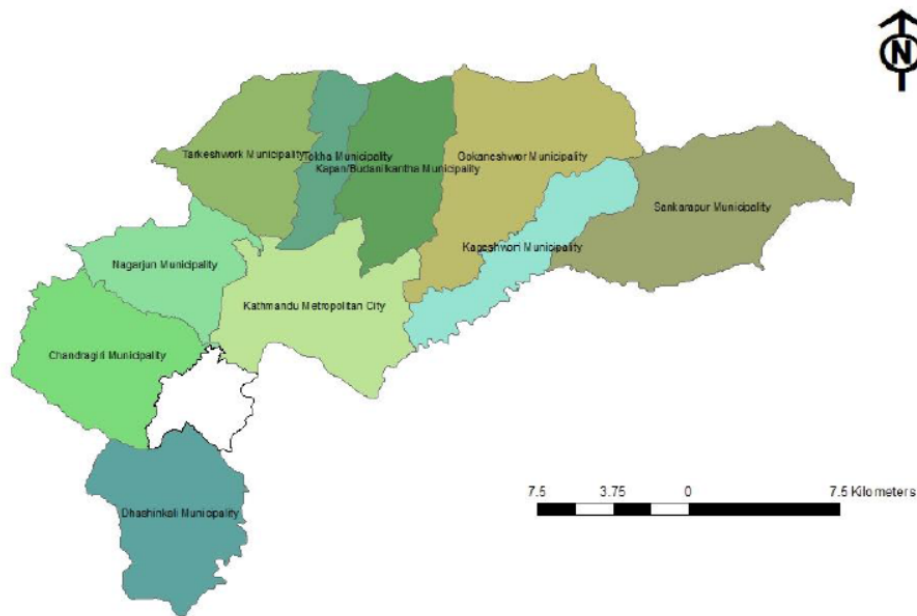 N
Tarkeshwork Municipality
Tokha Municipality
Gokaneshwor Municipality
Kapan/Budanilkantha Municipality
Sankarapur Municipality
Kageshwori Municipality
Nagarjun Municipality
Kathmandu Metropolitan City
Chandragiri Municipality
7.5 3.75 0 7.5 Kilometers
Dhashinkali Municipality